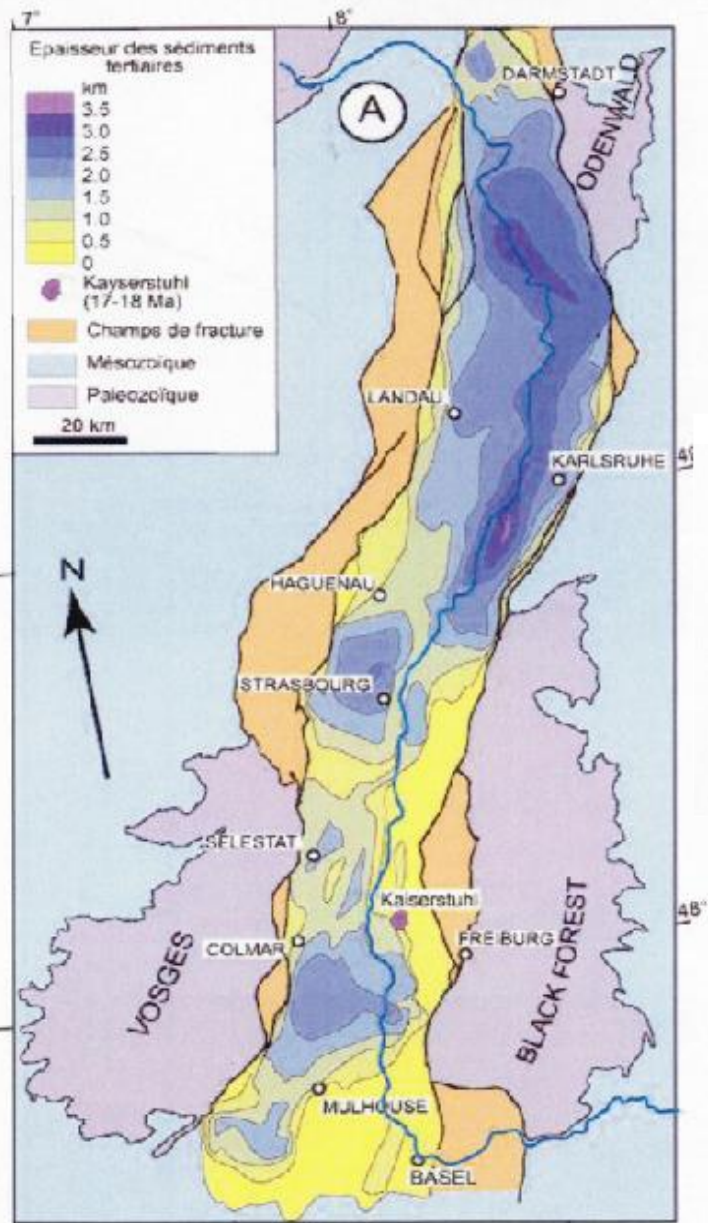 7°
8°
Epaisseur des sédiments
tertiaires
km
3.5
3.0
2.5
2.0
1.5
1.0
0.5
0
Kayserstuhl
(17-18 Ma)
Champs de fracture
Mésozoïque
Paleozoïque
20 km
A
DARMSTADT
ODENWALD
LANDAU
KARLSRUHE
N
HAGUENAU
STRASBOURG
SELESTAT
Kaiserstuhl
48°
COLMAR
FREIBURG
VOSGES
BLACK FOREST
MULHOUSE
BASEL